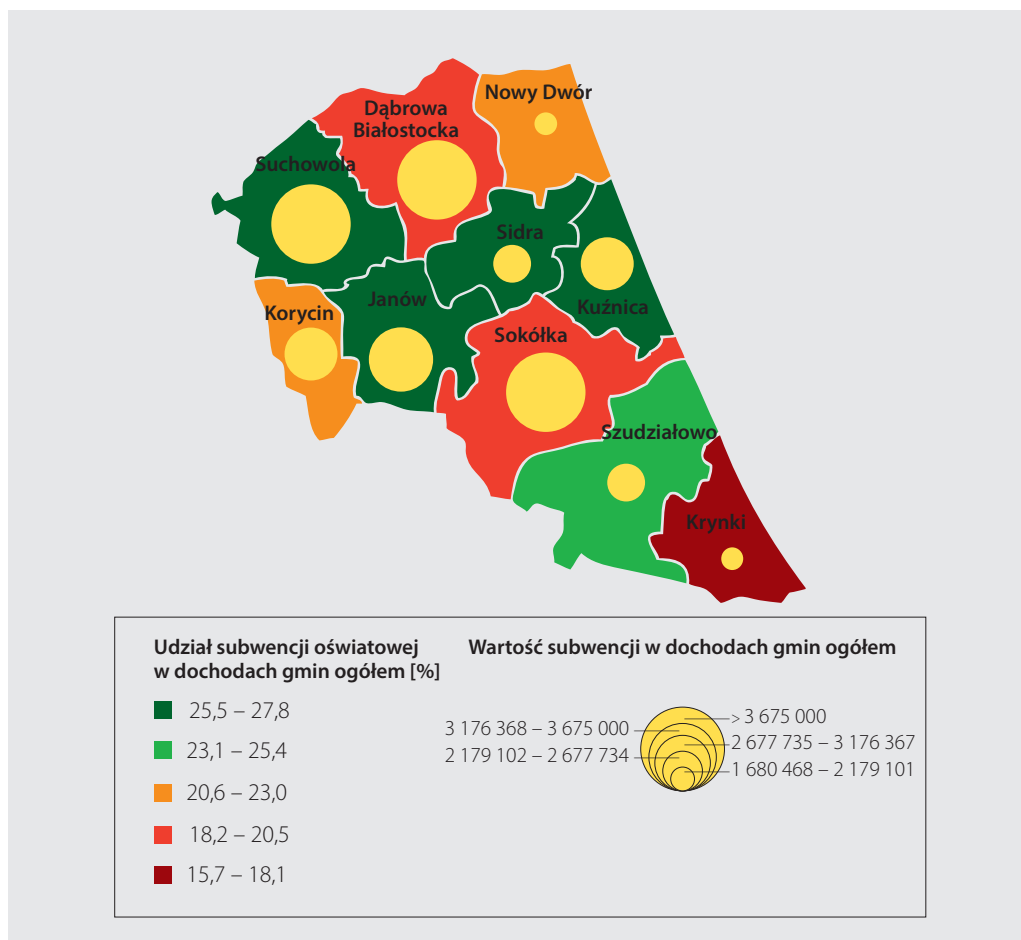 Nowy Dwór
Dąbrowa
Białostocka
Suchowola
Sidra
Janów
Kuźnica
Korycin
Sokółka
Szudziałowo
Krynki
Udział subwencji oświatowej
w dochodach gmin ogółem [%]
25,5 – 27,8
23,1 – 25,4
20,6 – 23,0
18,2 – 20,5
15,7 – 18,1
Wartość subwencji w dochodach gmin ogółem
> 3 675 000
3 176 368 – 3 675 000
2 677 735 – 3 176 367
2 179 102 – 2 677 734
1 680 468 – 2 179 101